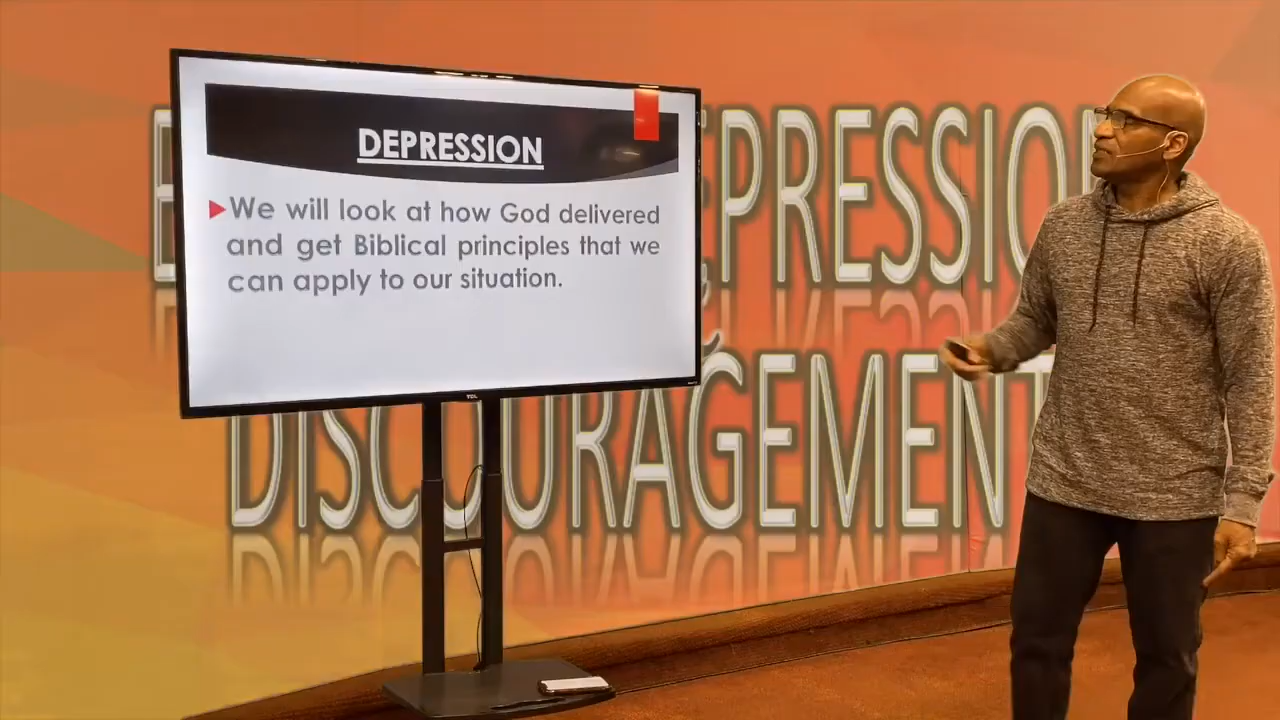 DEPRESSION
We will look at how God delivered
and get Biblical principles that we
can apply to our situation.
TCL
DISCOURAGEMENT